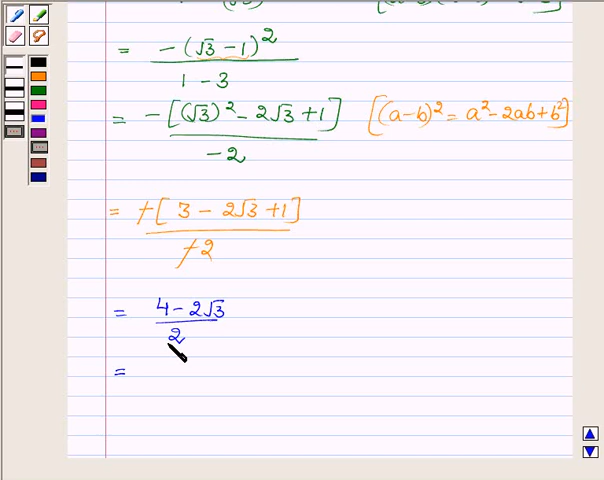 = -(√3 - 1)²
1 - 3
= -[(√3)² - 2√3 + 1] [(a-b)² = a² - 2ab + b²]
-2
= -[3 - 2√3 + 1]
-2
= 4 - 2√3
2
=